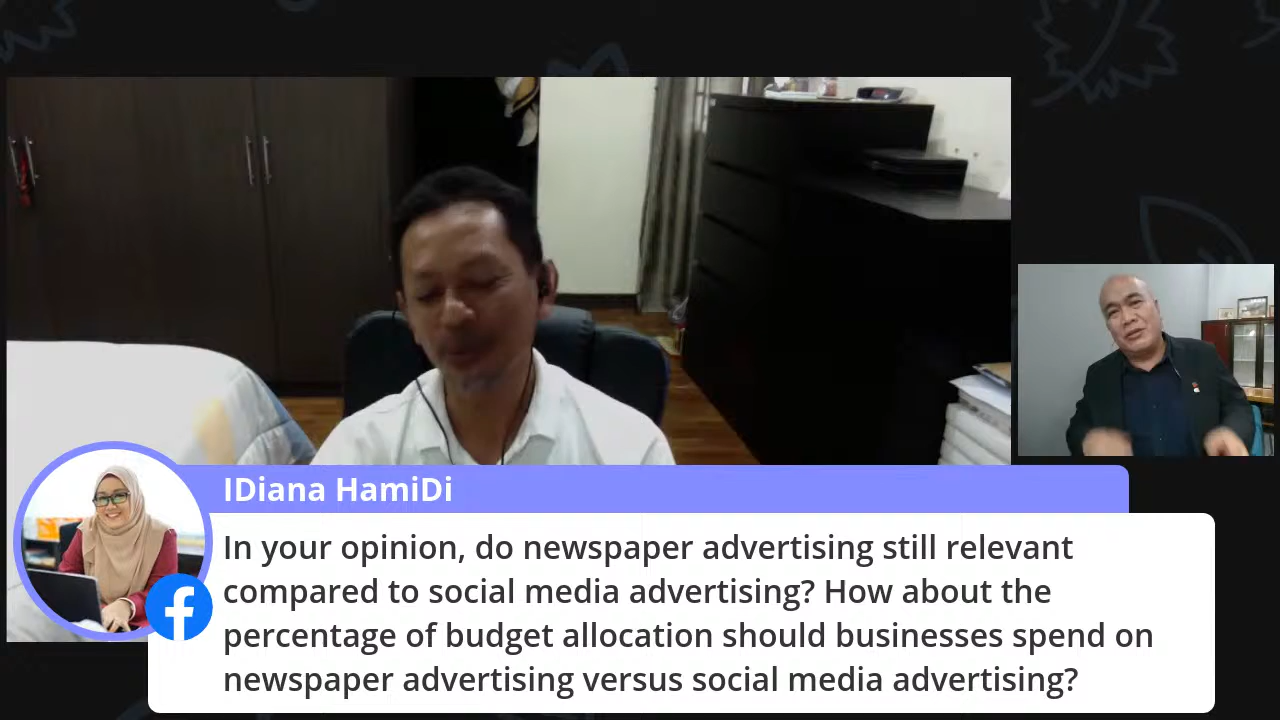 IDiana HamiDi
In your opinion, do newspaper advertising still relevant
compared to social media advertising? How about the
percentage of budget allocation should businesses spend on
newspaper advertising versus social media advertising?